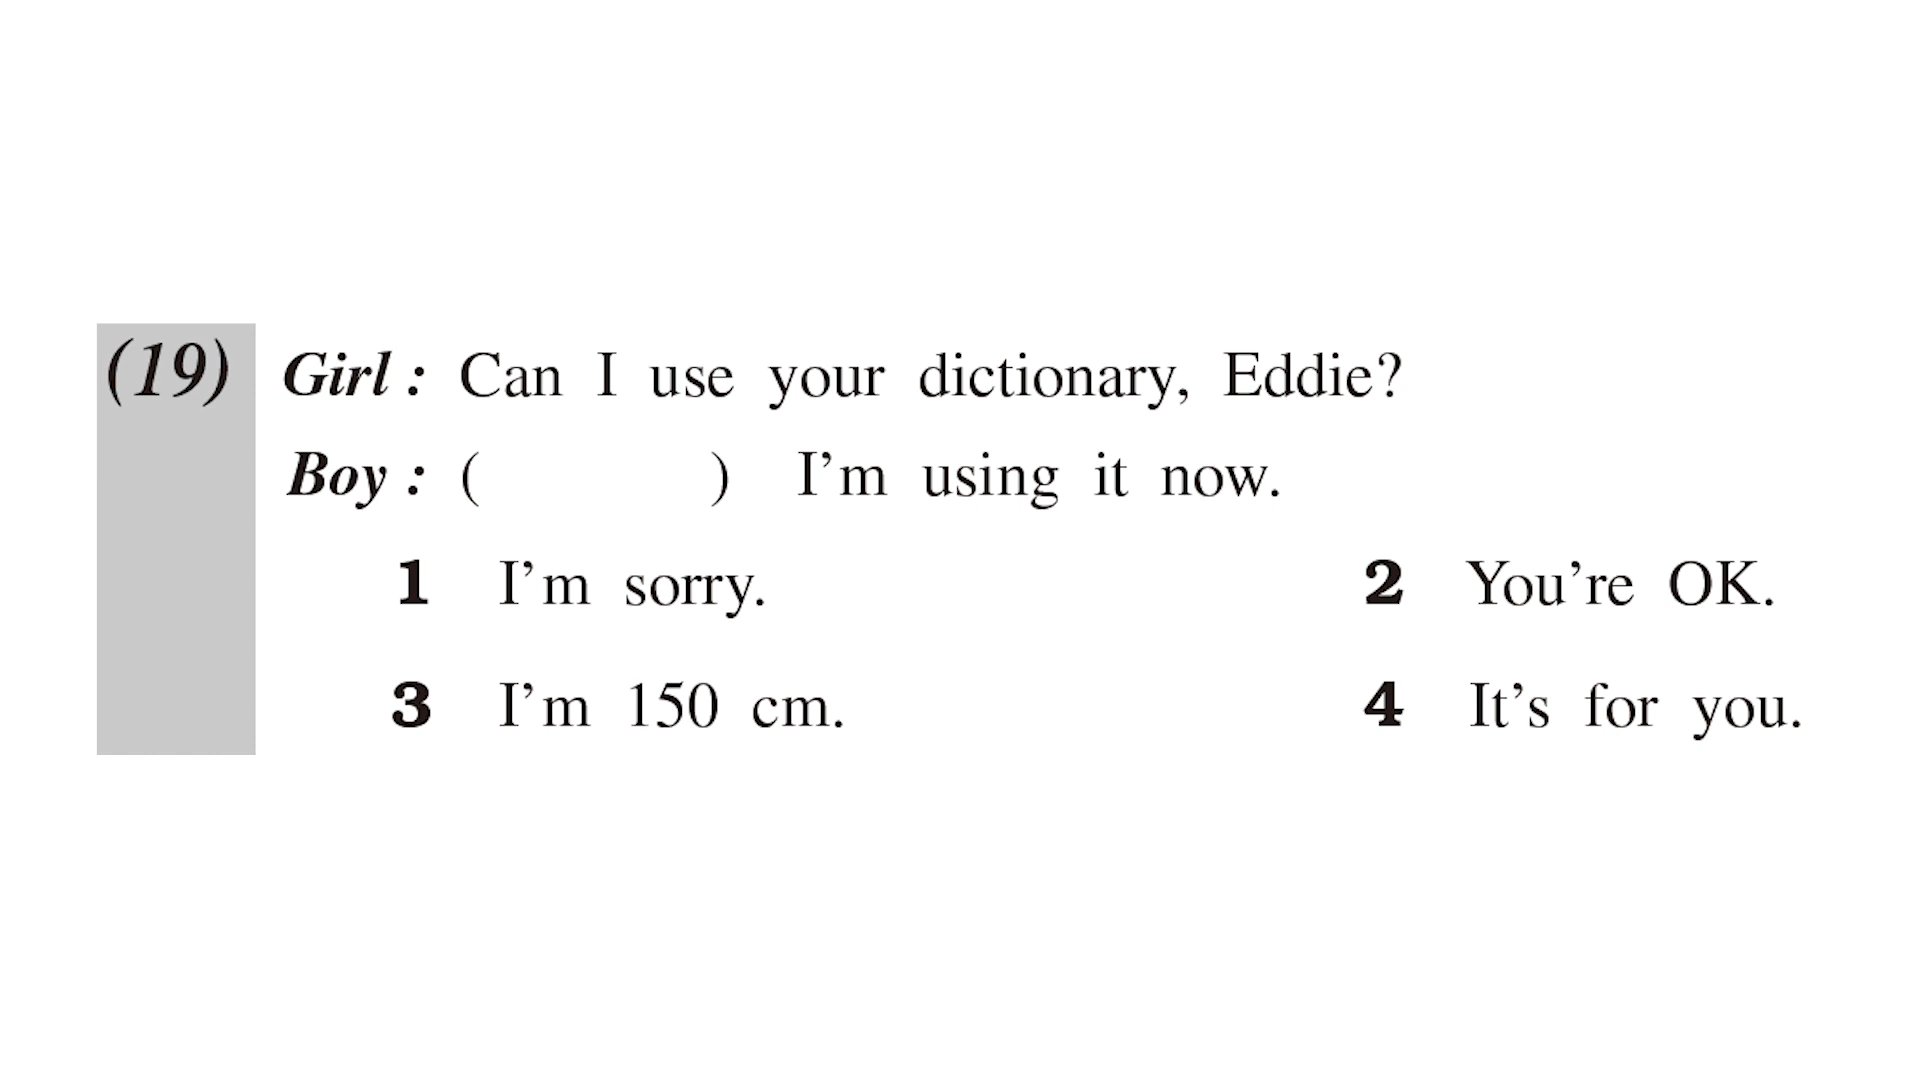 (19) Girl : Can I use your dictionary, Eddie?
Boy : ( ) I'm using it now.
1 I'm sorry. 2 You're OK.
3 I'm 150 cm. 4 It's for you.